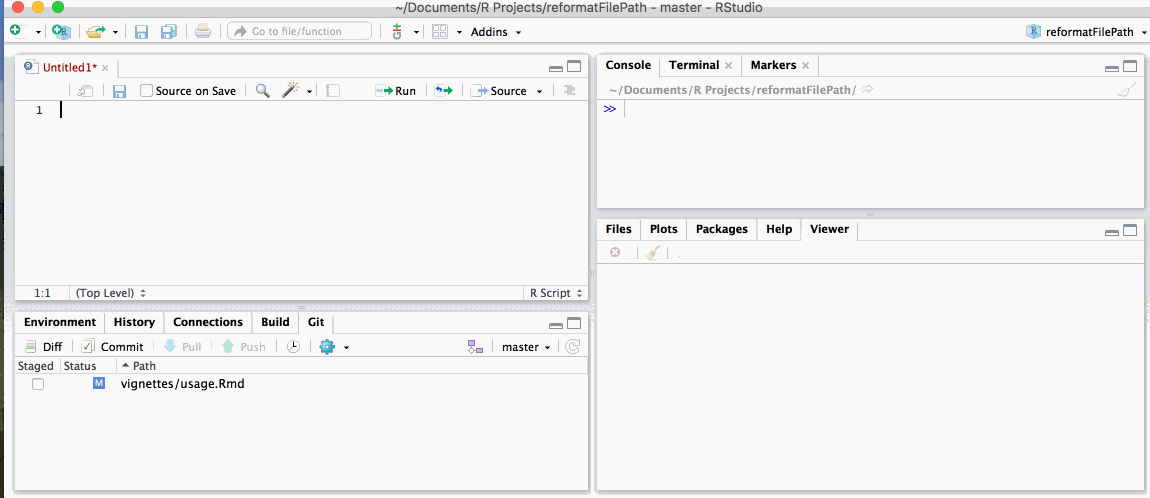 ~/Documents/R Projects/reformatFilePath - master - RStudio
Go to file/function
Addins
reformatFilePath
Untitled1*
Source on Save
Run
Source
1
1:1
(Top Level)
R Script
Console
Terminal
Markers
~/Documents/R Projects/reformatFilePath/
>>
Environment
History
Connections
Build
Git
Diff
Commit
Pull
Push
master
Staged
Status
Path
M
vignettes/usage.Rmd
Files
Plots
Packages
Help
Viewer